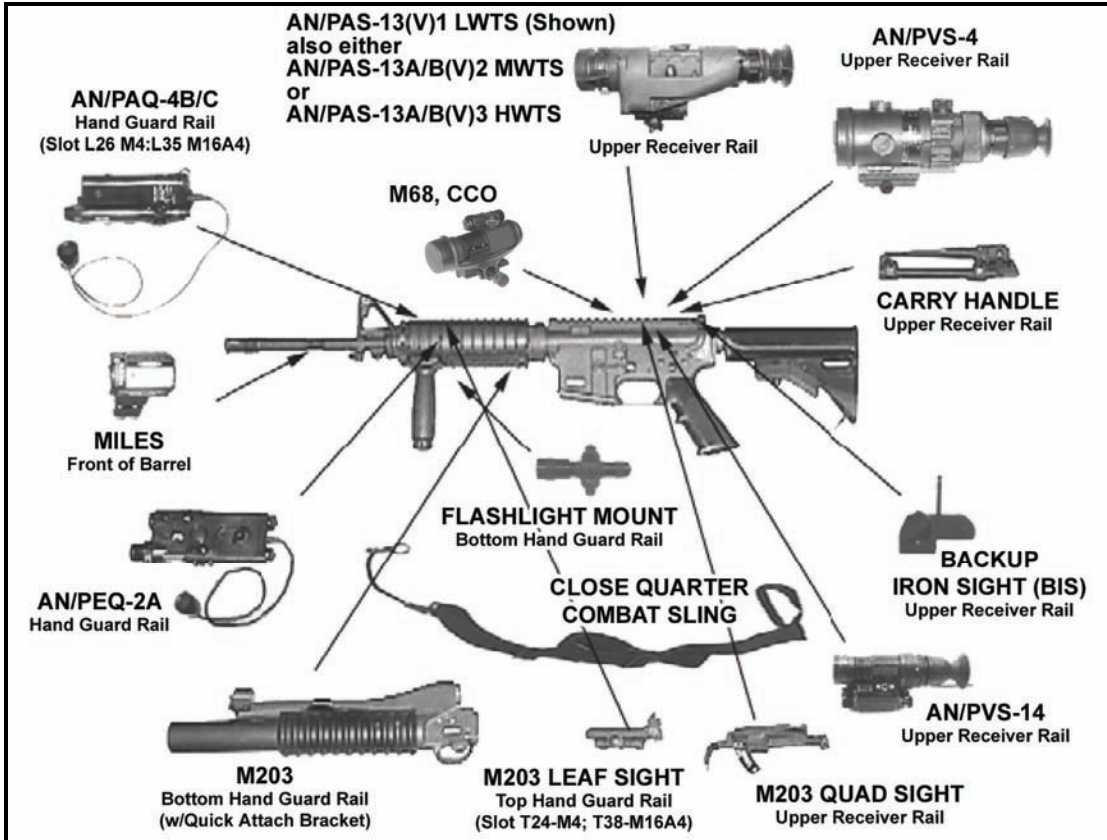 AN/PAS-13(V)1 LWTS (Shown)
also either
AN/PAS-13A/B(V)2 MWTS
or
AN/PAS-13A/B(V)3 HWTS
Upper Receiver Rail
AN/PVS-4
Upper Receiver Rail
AN/PAQ-4B/C
Hand Guard Rail
(Slot L26 M4:L35 M16A4)
M68, CCO
CARRY HANDLE
Upper Receiver Rail
MILES
Front of Barrel
FLASHLIGHT MOUNT
Bottom Hand Guard Rail
BACKUP
IRON SIGHT (BIS)
Upper Receiver Rail
AN/PEQ-2A
Hand Guard Rail
CLOSE QUARTER
COMBAT SLING
AN/PVS-14
Upper Receiver Rail
M203
Bottom Hand Guard Rail
(w/Quick Attach Bracket)
M203 LEAF SIGHT
Top Hand Guard Rail
(Slot T24-M4; T38-M16A4)
M203 QUAD SIGHT
Upper Receiver Rail